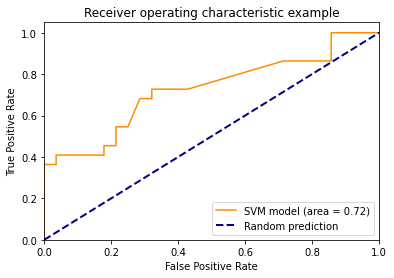 Receiver operating characteristic example
True Positive Rate
1.0
0.8
0.6
0.4
0.2
0.0
SVM model (area = 0.72)
Random prediction
0.0 0.2 0.4 0.6 0.8 1.0
False Positive Rate